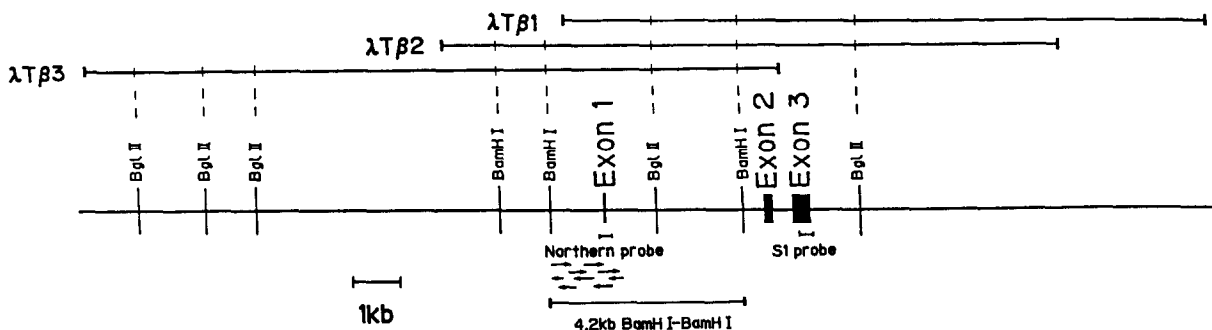 λTβ1
λTβ2
λTβ3
Bgl II
Bgl II
Bgl II
BamH I
BamH I
Exon 1
Bgl II
BamH I
Exon 2
Exon 3
Bgl II
Northern probe
S1 probe
1kb
4.2kb BamH I-BamH I